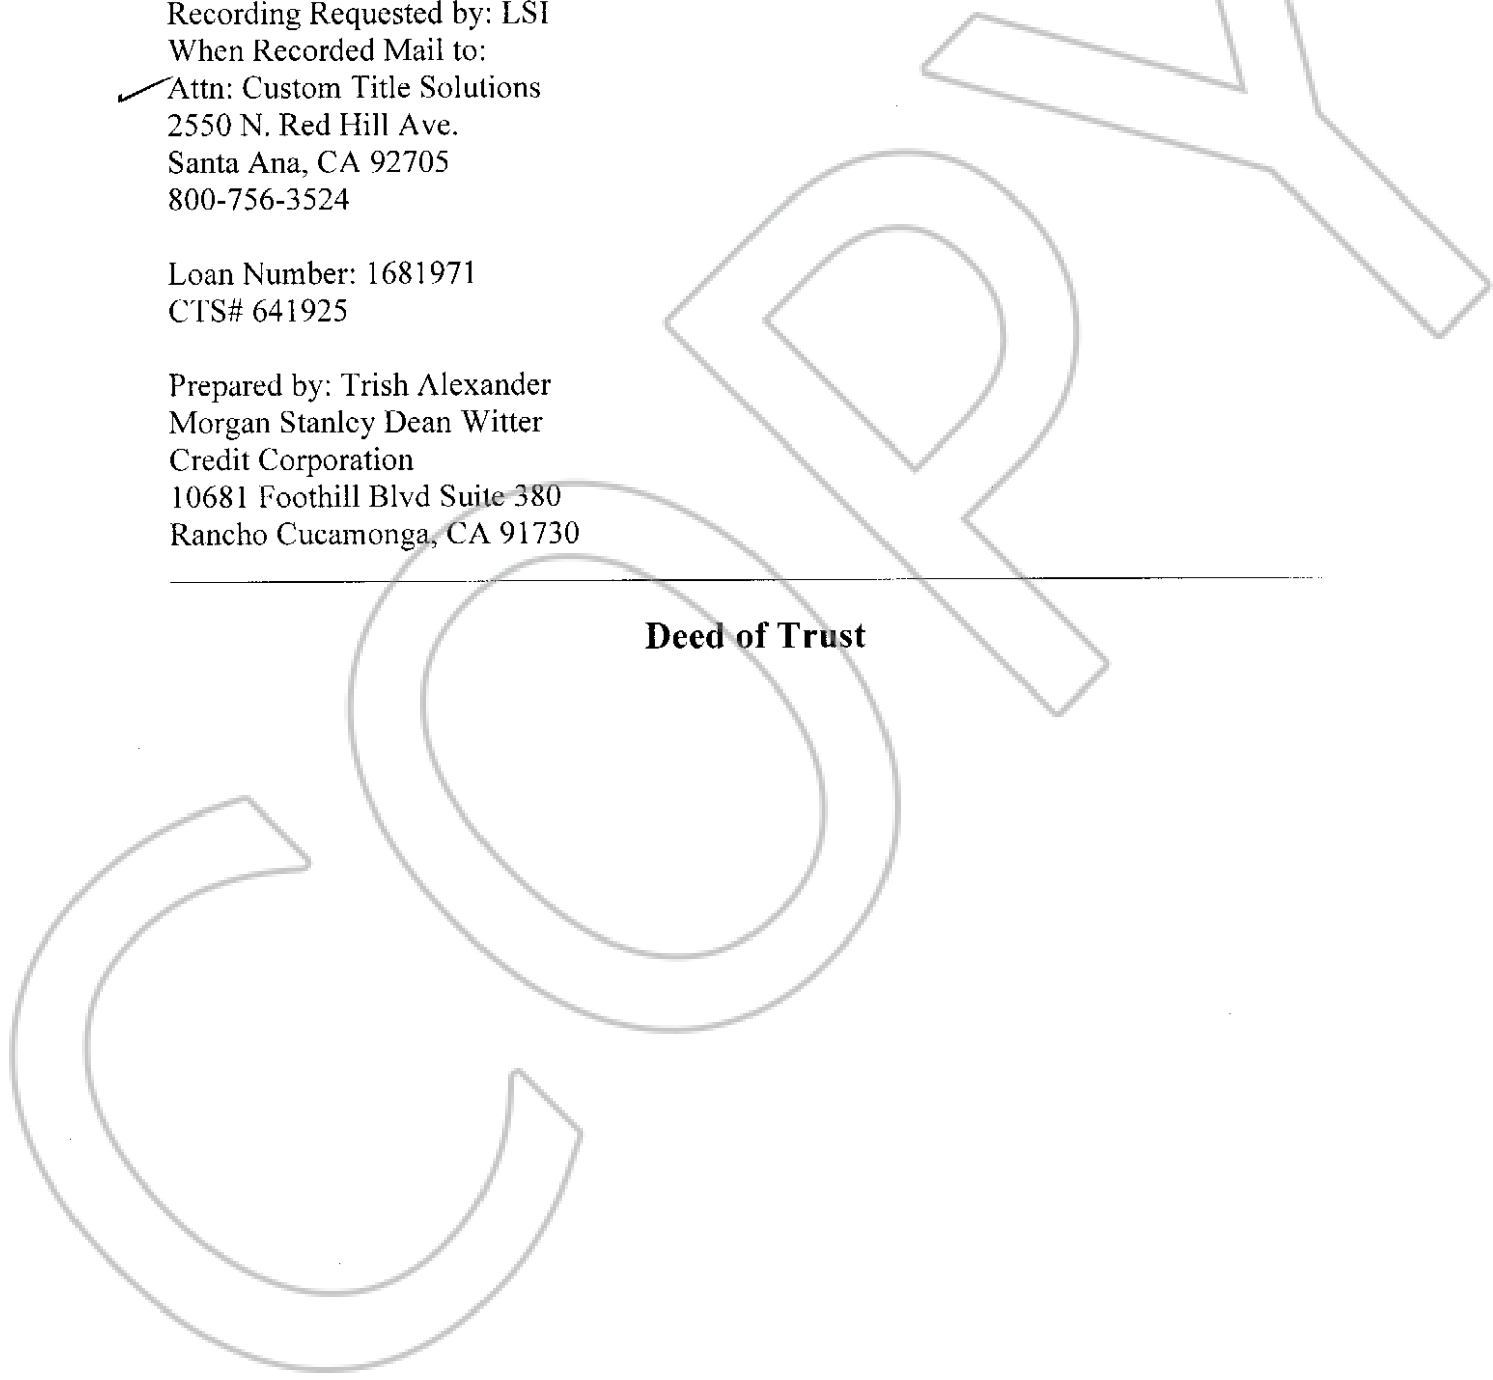 Recording Requested by: LSI
When Recorded Mail to:
Attn: Custom Title Solutions
2550 N. Red Hill Ave.
Santa Ana, CA 92705
800-756-3524
Loan Number: 1681971
CTS# 641925
Prepared by: Trish Alexander
Morgan Stanley Dean Witter
Credit Corporation
10681 Foothill Blvd Suite 380
Rancho Cucamonga, CA 91730
Deed of Trust
COPY